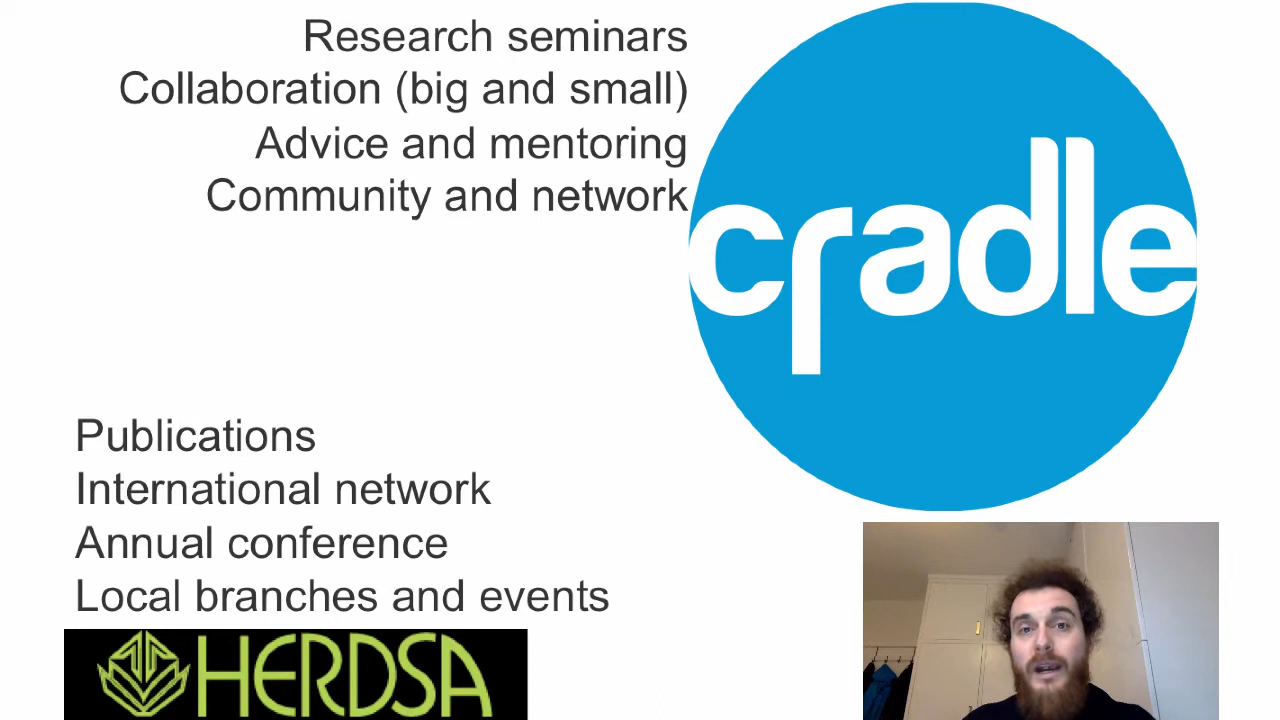 Research seminars
Collaboration (big and small)
Advice and mentoring
Community and network
cradle
Publications
International network
Annual conference
Local branches and events
HERDSA